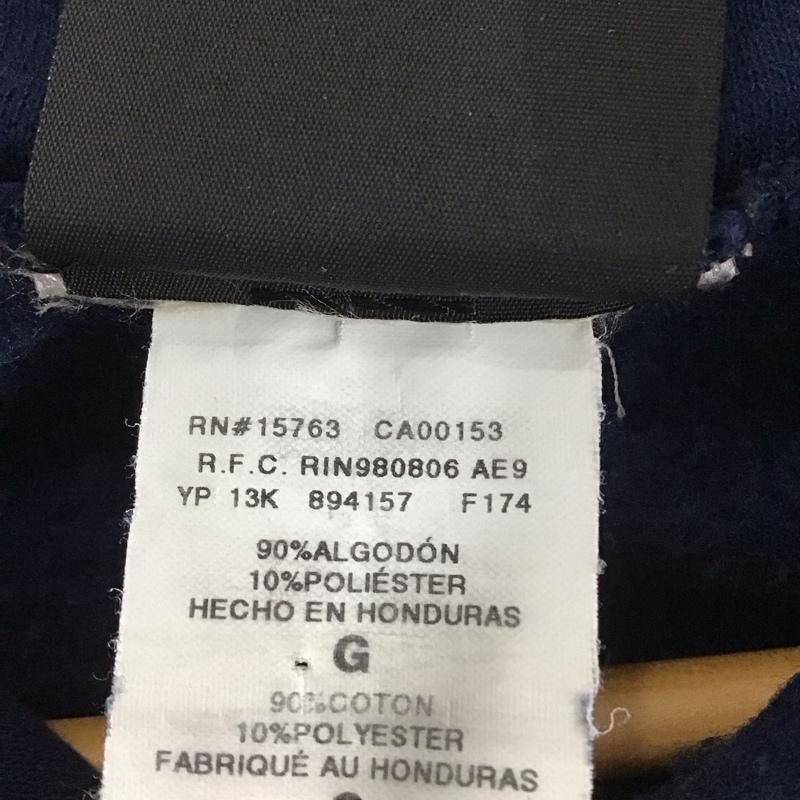 RN#15763 CA00153
R.F.C. RIN980806 AE9
YP 13K 894157 F174
90%ALGODÓN
10%POLIÉSTER
HECHO EN HONDURAS
G
90%COTON
10%POLYESTER
FABRIQUÉ AU HONDURAS